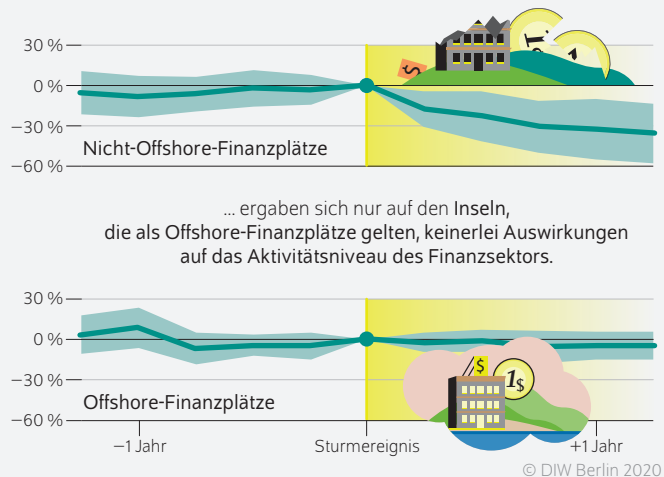 30 %
0 %
−30 %
−60 %
Nicht-Offshore-Finanzplätze
$
... ergaben sich nur auf den Inseln,
die als Offshore-Finanzplätze gelten, keinerlei Auswirkungen
auf das Aktivitätsniveau des Finanzsektors.
30 %
0 %
−30 %
−60 %
Offshore-Finanzplätze
$
1$
−1 Jahr
Sturmereignis
+1 Jahr
© DIW Berlin 2020